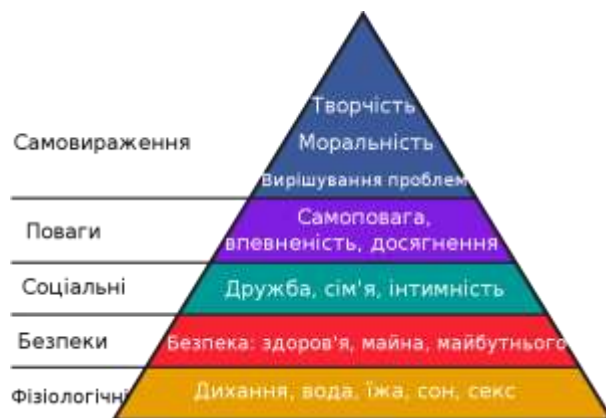 Творчість
Самовираження
Моральність
Вирішування проблем
Поваги
Самоповага,
впевненість, досягнення
Соціальні
Дружба, сім'я, інтимність
Безпеки
Безпека: здоров'я, майна, майбутнього
Фізіологічні
Дихання, вода, їжа, сон, секс